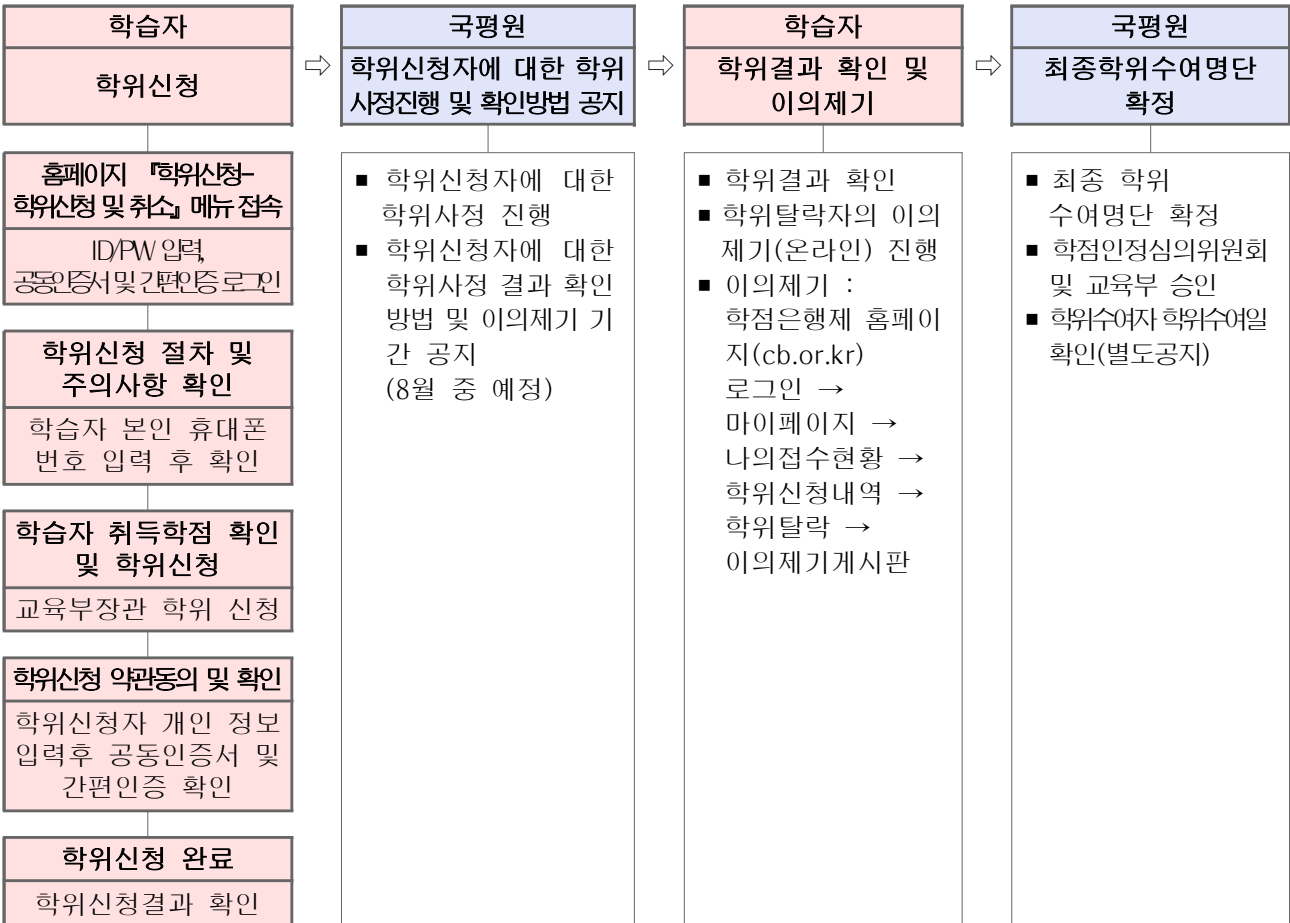 학습자
학위신청
⇨
국평원
학위신청자에 대한 학위
사정진행 및 확인방법 공지
⇨
학습자
학위결과 확인 및
이의제기
⇨
국평원
최종학위수여명단
확정
홈페이지 『학위신청-
학위신청 및 취소』 메뉴 접속
ID/PW 입력,
공동인증서 및 간편인증 로그인
학위신청 절차 및
주의사항 확인
학습자 본인 휴대폰
번호 입력 후 확인
학습자 취득학점 확인
및 학위신청
교육부장관 학위 신청
학위신청 약관동의 및 확인
학위신청자 개인 정보
입력후 공동인증서 및
간편인증 확인
학위신청 완료
학위신청결과 확인
■ 학위신청자에 대한
학위사정 진행
■ 학위신청자에 대한
학위사정 결과 확인
방법 및 이의제기 기
간 공지
(8월 중 예정)
■ 학위결과 확인
■ 학위탈락자의 이의
제기(온라인) 진행
■ 이의제기 :
학점은행제 홈페이
지(cb.or.kr)
로그인 →
마이페이지 →
나의접수현황 →
학위신청내역 →
학위탈락 →
이의제기게시판
■ 최종 학위
수여명단 확정
■ 학점인정심의위원회
및 교육부 승인
■ 학위수여자 학위수여일
확인(별도공지)